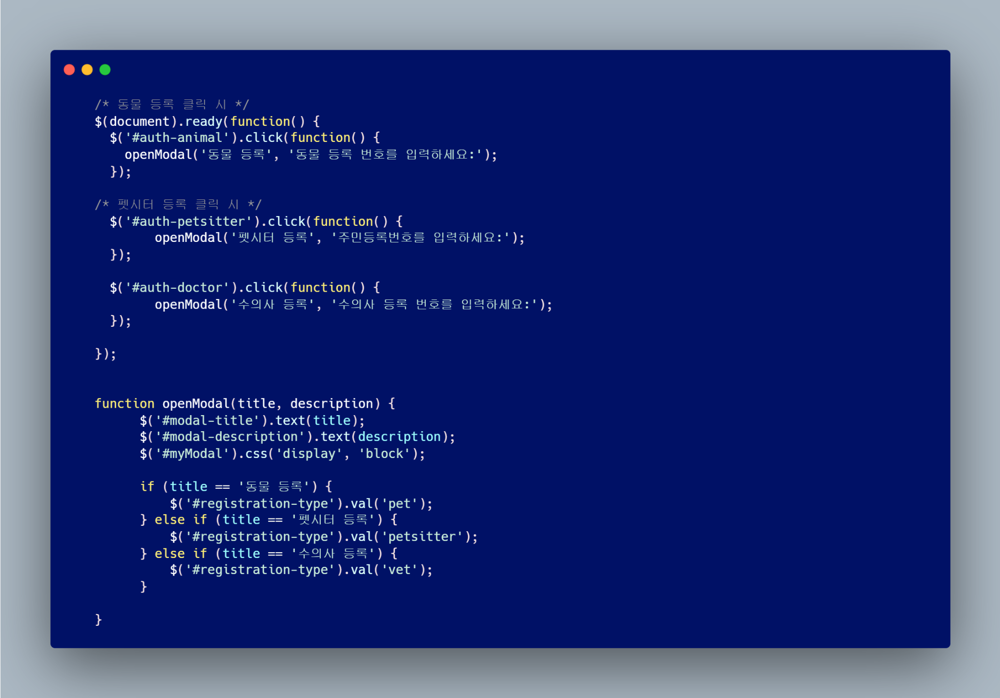 /* 동물 등록 클릭 시 */
$(document).ready(function() {
  $('#auth-animal').click(function() {
    openModal('동물 등록', '동물 등록 번호를 입력하세요:');
  });
/* 펫시터 등록 클릭 시 */
  $('#auth-petsitter').click(function() {
        openModal('펫시터 등록', '주민등록번호를 입력하세요:');
  });
  $('#auth-doctor').click(function() {
        openModal('수의사 등록', '수의사 등록 번호를 입력하세요:');
  });
});
function openModal(title, description) {
      $('#modal-title').text(title);
      $('#modal-description').text(description);
      $('#myModal').css('display', 'block');
      if (title == '동물 등록') {
          $('#registration-type').val('pet');
      } else if (title == '펫시터 등록') {
          $('#registration-type').val('petsitter');
      } else if (title == '수의사 등록') {
          $('#registration-type').val('vet');
      }
}